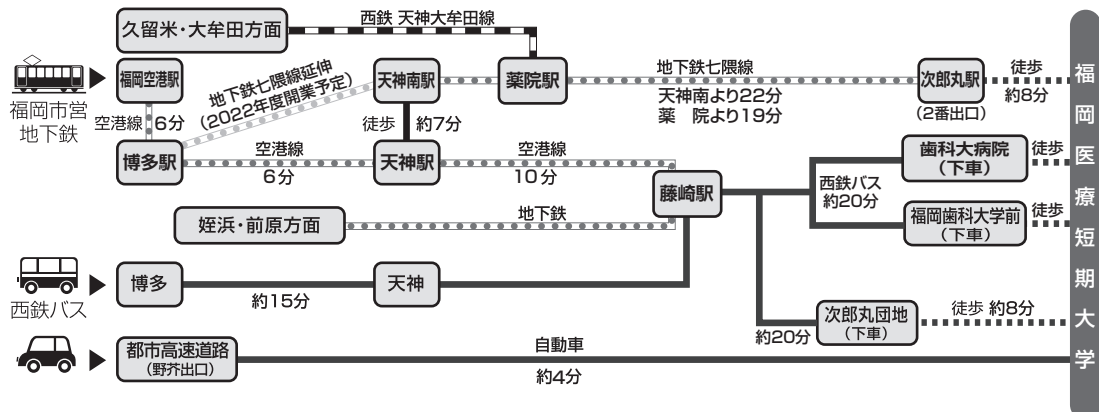 久留米・大牟田方面
西鉄 天神大牟田線
福岡市営
地下鉄
福岡空港駅
空港線
6分
地下鉄七隈線延伸
(2022年度開業予定)
天神南駅
徒歩
約7分
薬院駅
地下鉄七隈線
天神南より22分
薬 院より19分
次郎丸駅
(2番出口)
徒歩
約8分
博多駅
空港線
6分
天神駅
空港線
10分
藤崎駅
姪浜・前原方面
地下鉄
西鉄バス
約20分
歯科大病院
(下車)
徒歩
福岡歯科大学前
(下車)
徒歩
西鉄バス
博多
約15分
天神
約20分
次郎丸団地
(下車)
徒歩 約8分
都市高速道路
(野芥出口)
自動車
約4分
福岡医療短期大学